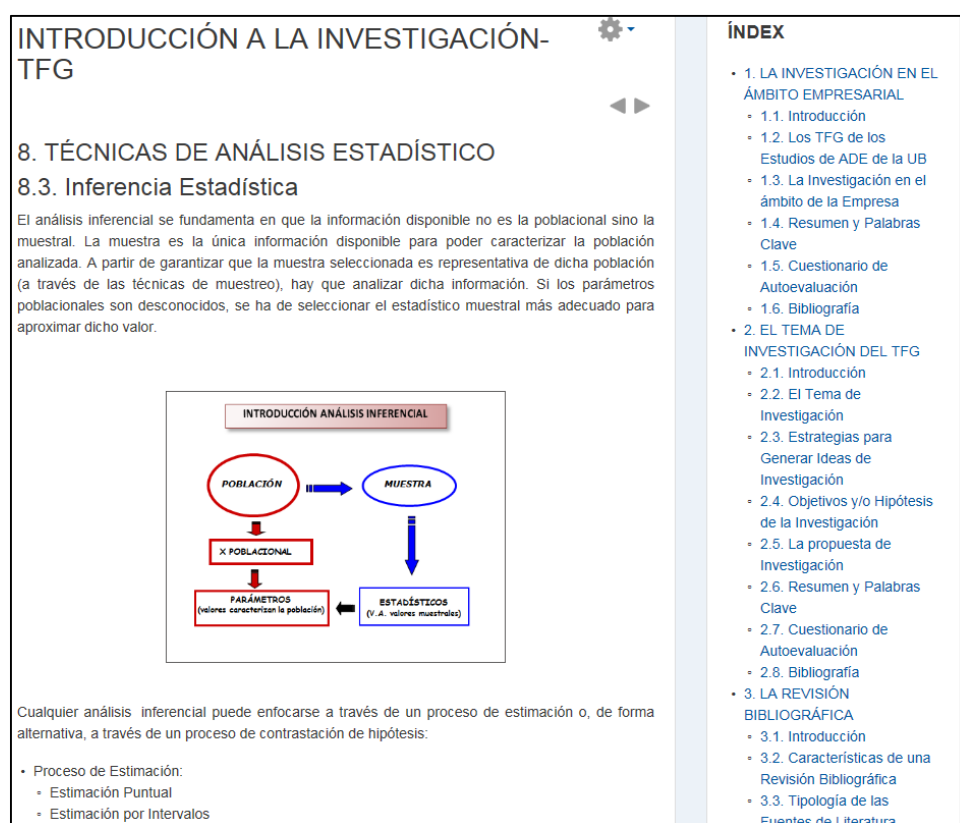 INTRODUCCIÓN A LA INVESTIGACIÓN-
TFG
8. TÉCNICAS DE ANÁLISIS ESTADÍSTICO
8.3. Inferencia Estadística
El análisis inferencial se fundamenta en que la información disponible no es la poblacional sino la
muestral. La muestra es la única información disponible para poder caracterizar la población
analizada. A partir de garantizar que la muestra seleccionada es representativa de dicha población
(a través de las técnicas de muestreo), hay que analizar dicha información. Si los parámetros
poblacionales son desconocidos, se ha de seleccionar el estadístico muestral más adecuado para
aproximar dicho valor.
INTRODUCCIÓN ANÁLISIS INFERENCIAL
POBLACIÓN
MUESTRA
X POBLACIONAL
PARÁMETROS
(valores caracterizan la población)
ESTADÍSTICOS
(V.A. valores muestrales)
Cualquier análisis inferencial puede enfocarse a través de un proceso de estimación o, de forma
alternativa, a través de un proceso de contrastación de hipótesis:
• Proceso de Estimación:
◦ Estimación Puntual
◦ Estimación por Intervalos
ÍNDEX
• 1. LA INVESTIGACIÓN EN EL
ÁMBITO EMPRESARIAL
◦ 1.1. Introducción
◦ 1.2. Los TFG de los
Estudios de ADE de la UB
◦ 1.3. La Investigación en el
ámbito de la Empresa
◦ 1.4. Resumen y Palabras
Clave
◦ 1.5. Cuestionario de
Autoevaluación
◦ 1.6. Bibliografía
• 2. EL TEMA DE
INVESTIGACIÓN DEL TFG
◦ 2.1. Introducción
◦ 2.2. El Tema de
Investigación
◦ 2.3. Estrategias para
Generar Ideas de
Investigación
◦ 2.4. Objetivos y/o Hipótesis
de la Investigación
◦ 2.5. La propuesta de
Investigación
◦ 2.6. Resumen y Palabras
Clave
◦ 2.7. Cuestionario de
Autoevaluación
◦ 2.8. Bibliografía
• 3. LA REVISIÓN
BIBLIOGRÁFICA
◦ 3.1. Introducción
◦ 3.2. Características de una
Revisión Bibliográfica
◦ 3.3. Tipología de las
Fuentes de Literatura